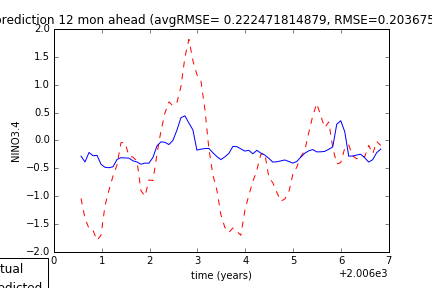 prediction 12 mon ahead (avgRMSE= 0.222471814879, RMSE=0.203675
2.0
1.5
1.0
0.5
0.0
−0.5
−1.0
−1.5
−2.0
NINO3.4
0 1 2 3 4 5 6 7
time (years)
+2.006e3
tual
edicted